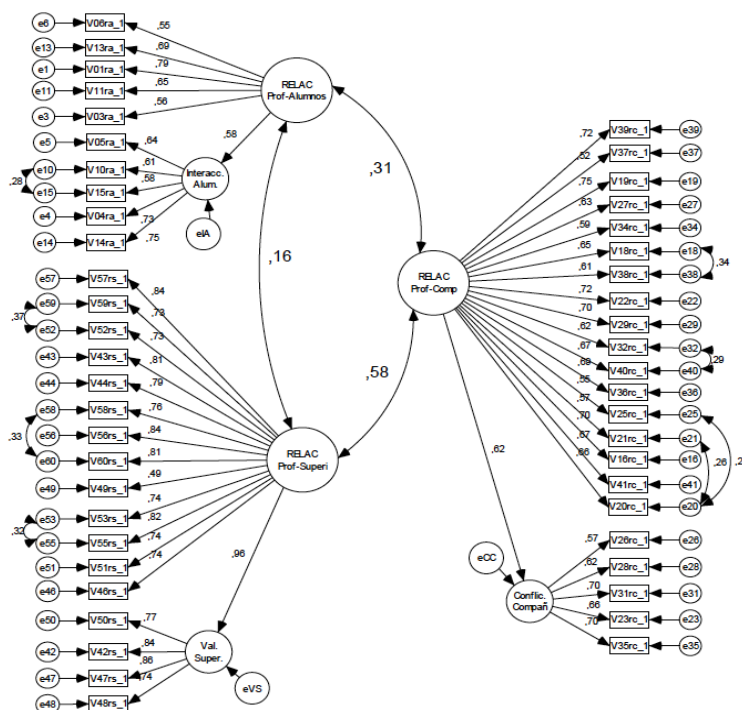 e6 V06ra_1 ,55
e13 V13ra_1 ,69
e1 V01ra_1 ,79
e11 V11ra_1 ,65
e3 V03ra_1 ,56
RELAC
Prof-Alumnos
,58
e5 V05ra_1 ,64
e10 V10ra_1 ,61
,28
e15 V15ra_1 ,58
e4 V04ra_1 ,73
e14 V14ra_1 ,75
Interacc.
Alum.
eIA
,31
,16
,58
e57 V57rs_1 ,84
e59 V59rs_1 ,73
,37
e52 V52rs_1 ,73
e43 V43rs_1 ,81
e44 V44rs_1 ,79
e58 V58rs_1 ,76
e56 V56rs_1 ,84
,33
e60 V60rs_1 ,81
e49 V49rs_1 ,49
e53 V53rs_1 ,74
,32
e55 V55rs_1 ,82
e51 V51rs_1 ,74
e46 V46rs_1 ,74
RELAC
Prof-Superi
,96
e50 V50rs_1 ,77
e42 V42rs_1 ,84
e47 V47rs_1 ,86
e48 V48rs_1 ,74
Val.
Super.
eVS
RELAC
Prof-Comp
,72 V39rc_1 e39
,52 V37rc_1 e37
,75 V19rc_1 e19
,63 V27rc_1 e27
,59 V34rc_1 e34
,65 V18rc_1 e18
,34
,61 V38rc_1 e38
,72 V22rc_1 e22
,70 V29rc_1 e29
,62 V32rc_1 e32
,29
,67 V40rc_1 e40
,69 V36rc_1 e36
,55 V25rc_1 e25
,57 V21rc_1 e21
,70 V16rc_1 e16
,67 V41rc_1 e41
,66 V20rc_1 e20
,26
,62
eCC
Conflic.
Compañ
,57 V26rc_1 e26
,62 V28rc_1 e28
,70 V31rc_1 e31
,66 V23rc_1 e23
,70 V35rc_1 e35